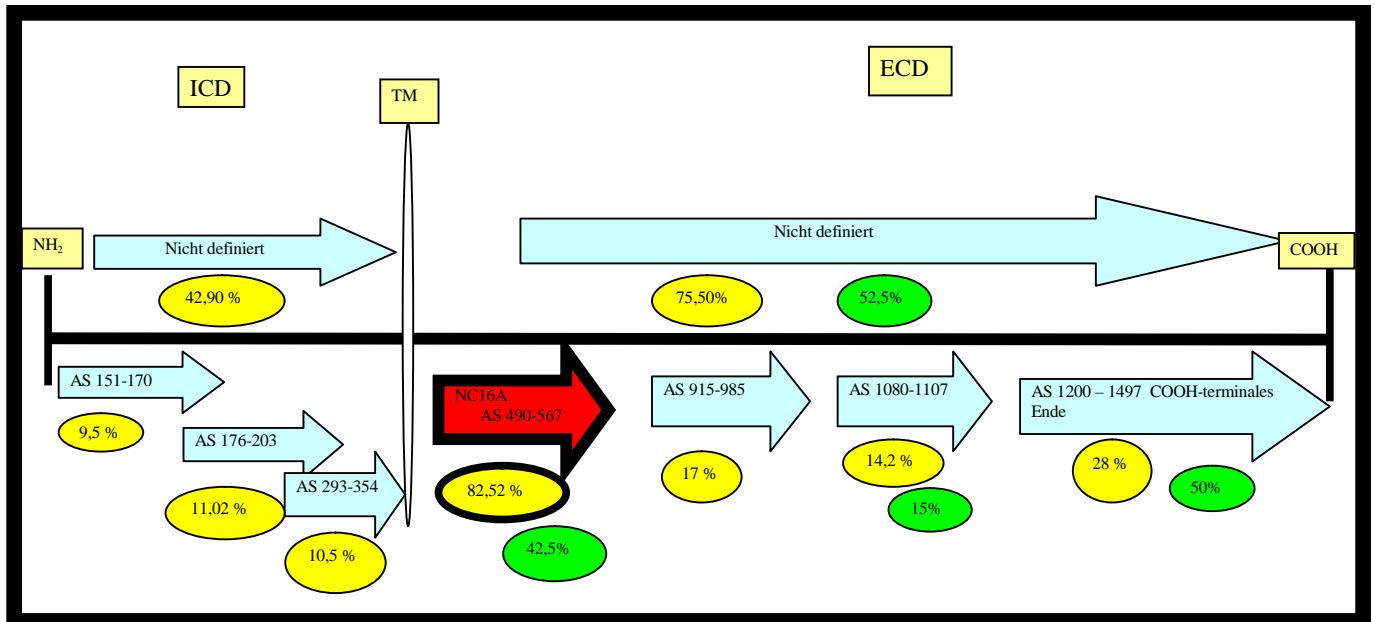 ICD
TM
ECD
NH₂
Nicht definiert
Nicht definiert
COOH
42,90 %
75,50%
52,5%
AS 151-170
9,5 %
AS 176-203
11,02 %
AS 293-354
10,5 %
NC16A
AS 490-567
82,52 %
42,5%
AS 915-985
17 %
AS 1080-1107
14,2 %
15%
AS 1200 – 1497 COOH-terminales
Ende
28 %
50%